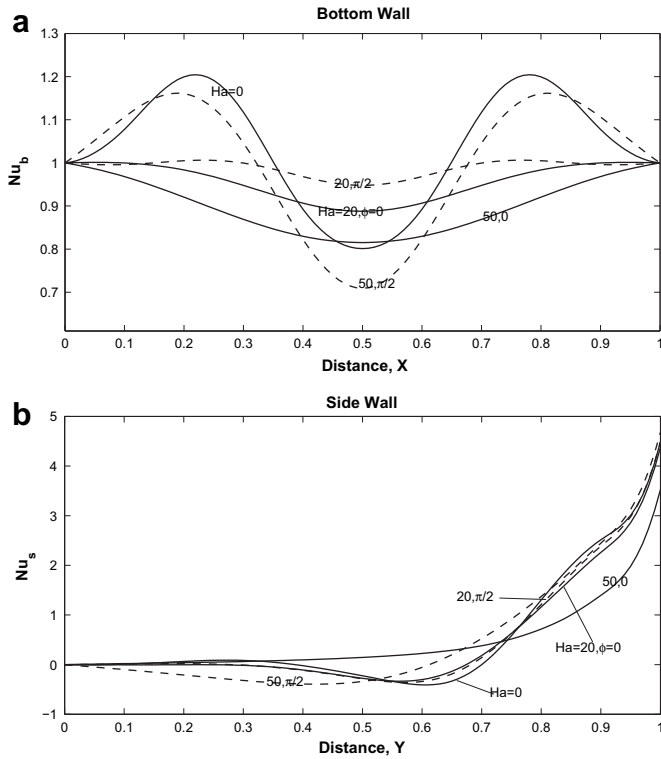 a
Bottom Wall
1.3
1.2
1.1
1
0.9
0.8
0.7
Nu_b
Ha=0
20,π/2
Ha=20,ϕ=0
50,0
50,π/2
0 0.1 0.2 0.3 0.4 0.5 0.6 0.7 0.8 0.9 1
Distance, X
b
Side Wall
5
4
3
2
1
0
−1
Nu_s
20,π/2
50,0
Ha=20,ϕ=0
50,π/2
Ha=0
0 0.1 0.2 0.3 0.4 0.5 0.6 0.7 0.8 0.9 1
Distance, Y